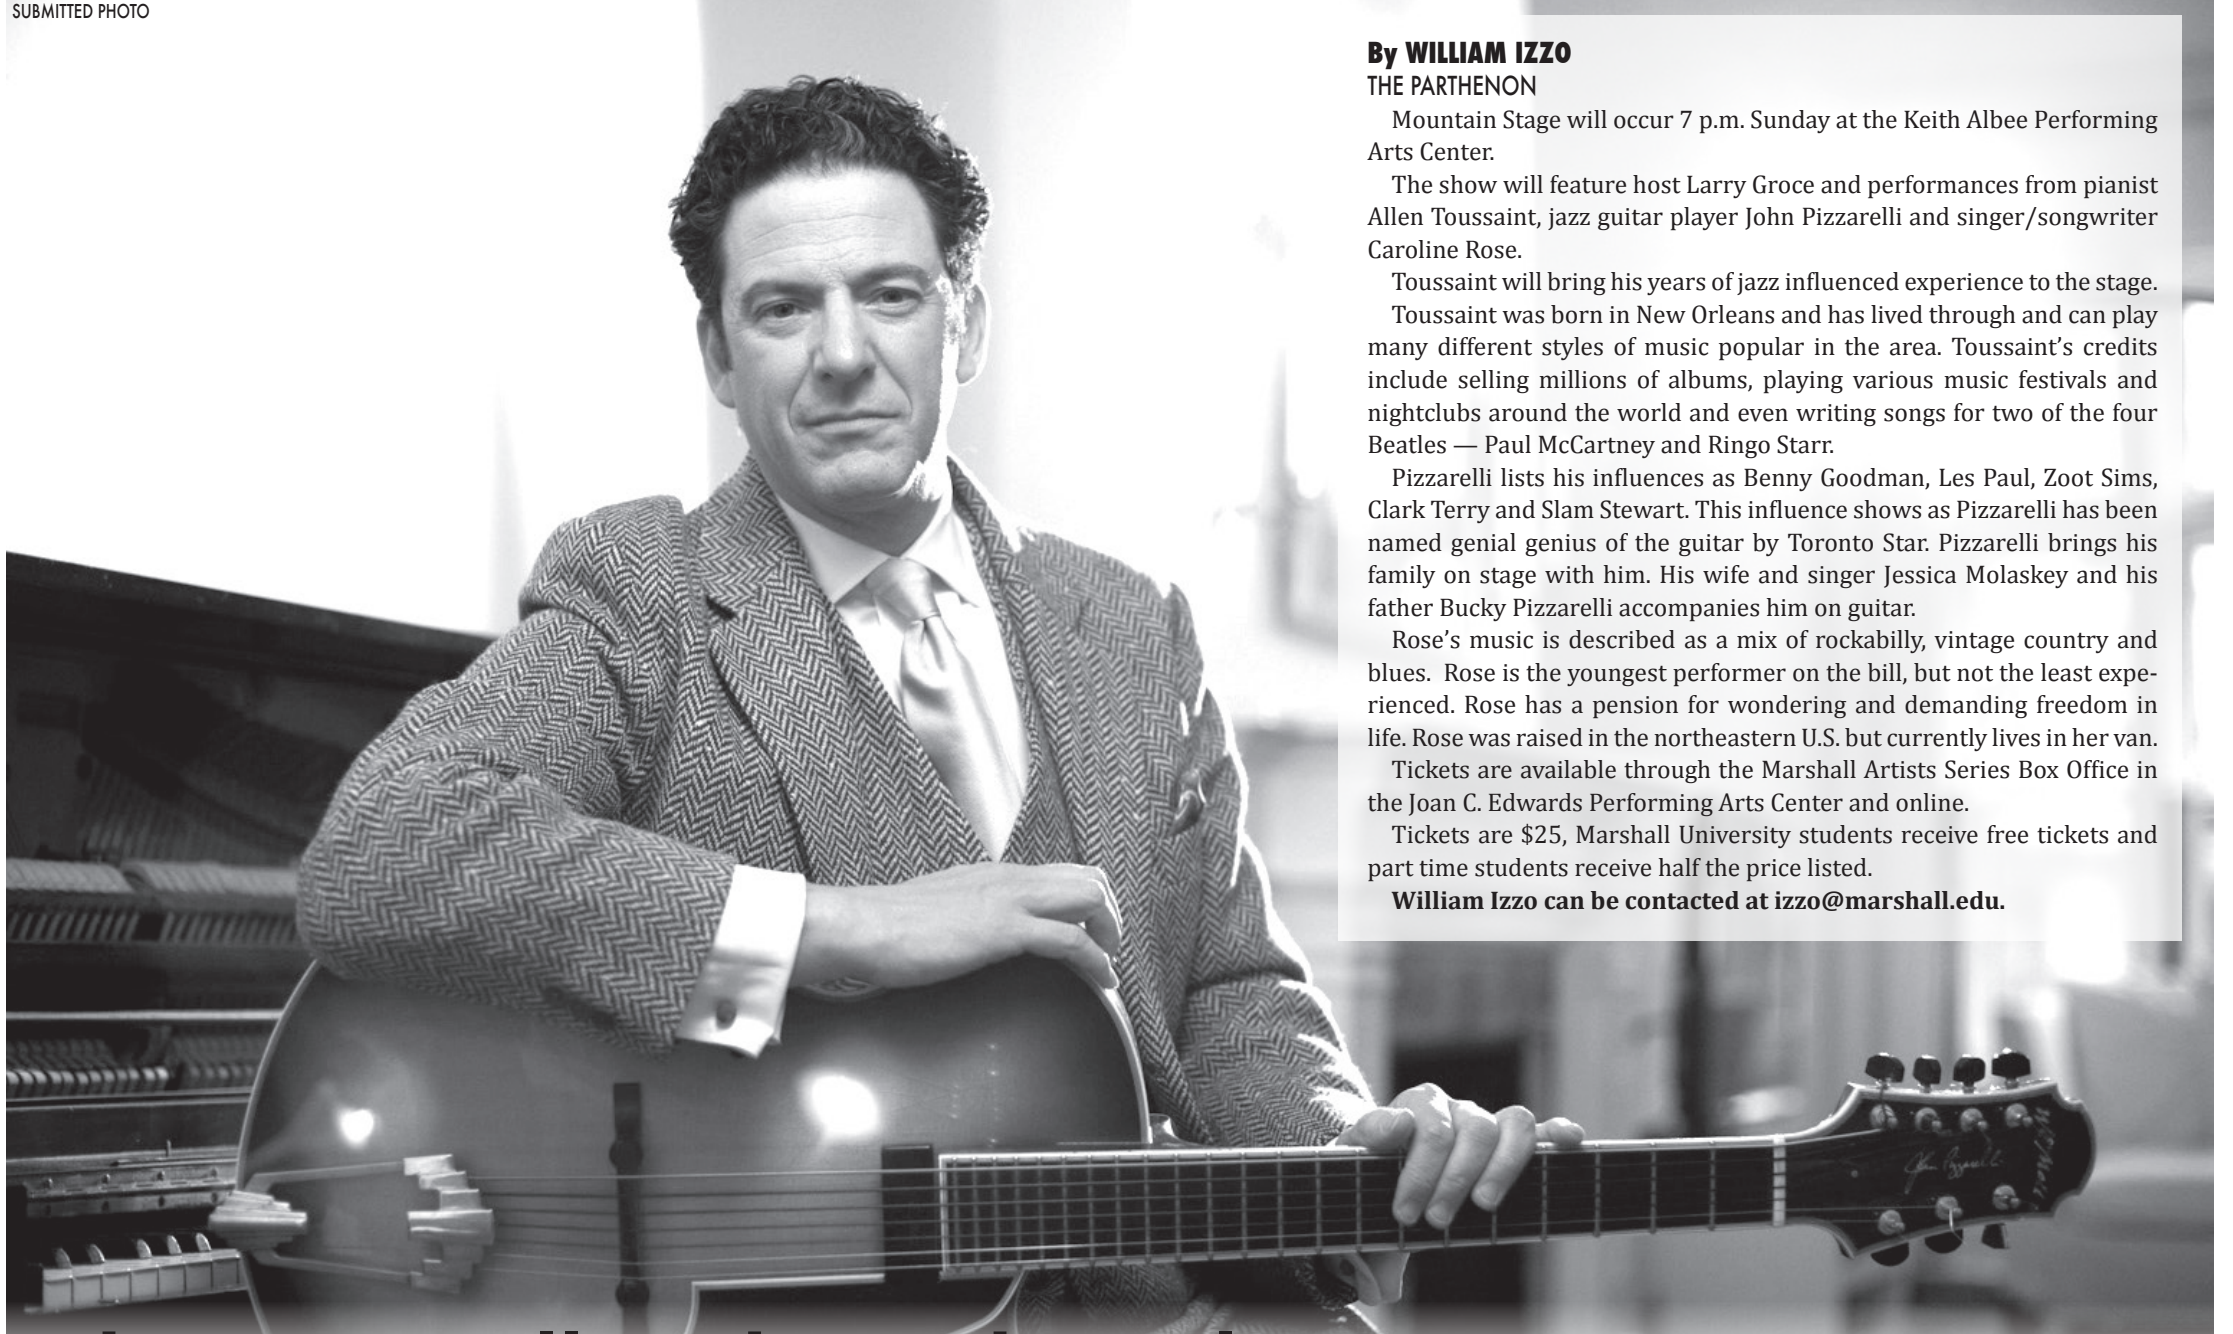 SUBMITTED PHOTO
By WILLIAM IZZO
THE PARTHENON
Mountain Stage will occur 7 p.m. Sunday at the Keith Albee Performing
Arts Center.
The show will feature host Larry Groce and performances from pianist
Allen Toussaint, jazz guitar player John Pizzarelli and singer/songwriter
Caroline Rose.
Toussaint will bring his years of jazz influenced experience to the stage.
Toussaint was born in New Orleans and has lived through and can play
many different styles of music popular in the area. Toussaint’s credits
include selling millions of albums, playing various music festivals and
nightclubs around the world and even writing songs for two of the four
Beatles — Paul McCartney and Ringo Starr.
Pizzarelli lists his influences as Benny Goodman, Les Paul, Zoot Sims,
Clark Terry and Slam Stewart. This influence shows as Pizzarelli has been
named genial genius of the guitar by Toronto Star. Pizzarelli brings his
family on stage with him. His wife and singer Jessica Molaskey and his
father Bucky Pizzarelli accompanies him on guitar.
Rose’s music is described as a mix of rockabilly, vintage country and
blues.  Rose is the youngest performer on the bill, but not the least expe-
rienced. Rose has a pension for wondering and demanding freedom in
life. Rose was raised in the northeastern U.S. but currently lives in her van.
Tickets are available through the Marshall Artists Series Box Office in
the Joan C. Edwards Performing Arts Center and online.
Tickets are $25, Marshall University students receive free tickets and
part time students receive half the price listed.
William Izzo can be contacted at izzo@marshall.edu.
John Pizzarelli